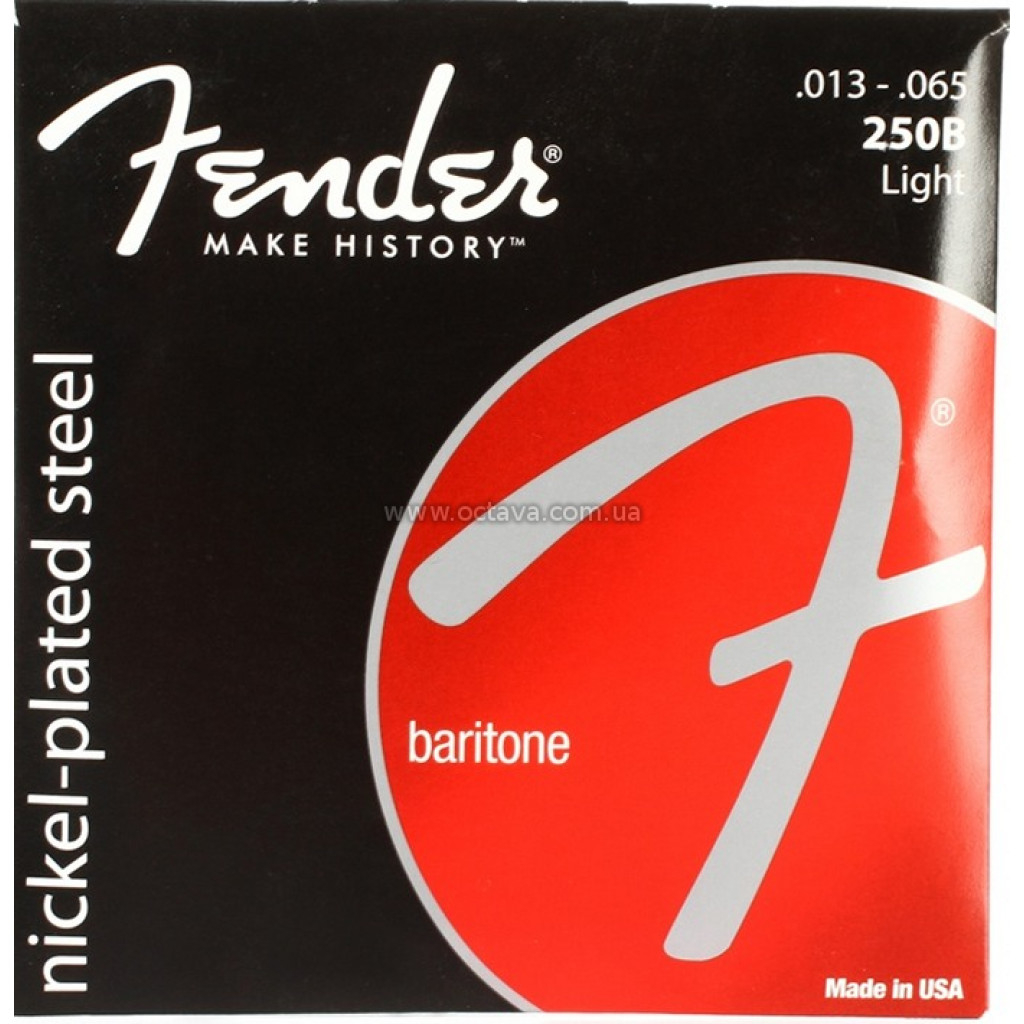 Fender®
MAKE HISTORY™
.013 - .065
250B
Light
nickel-plated steel
F®
www.octava.com.ua
baritone
Made in USA